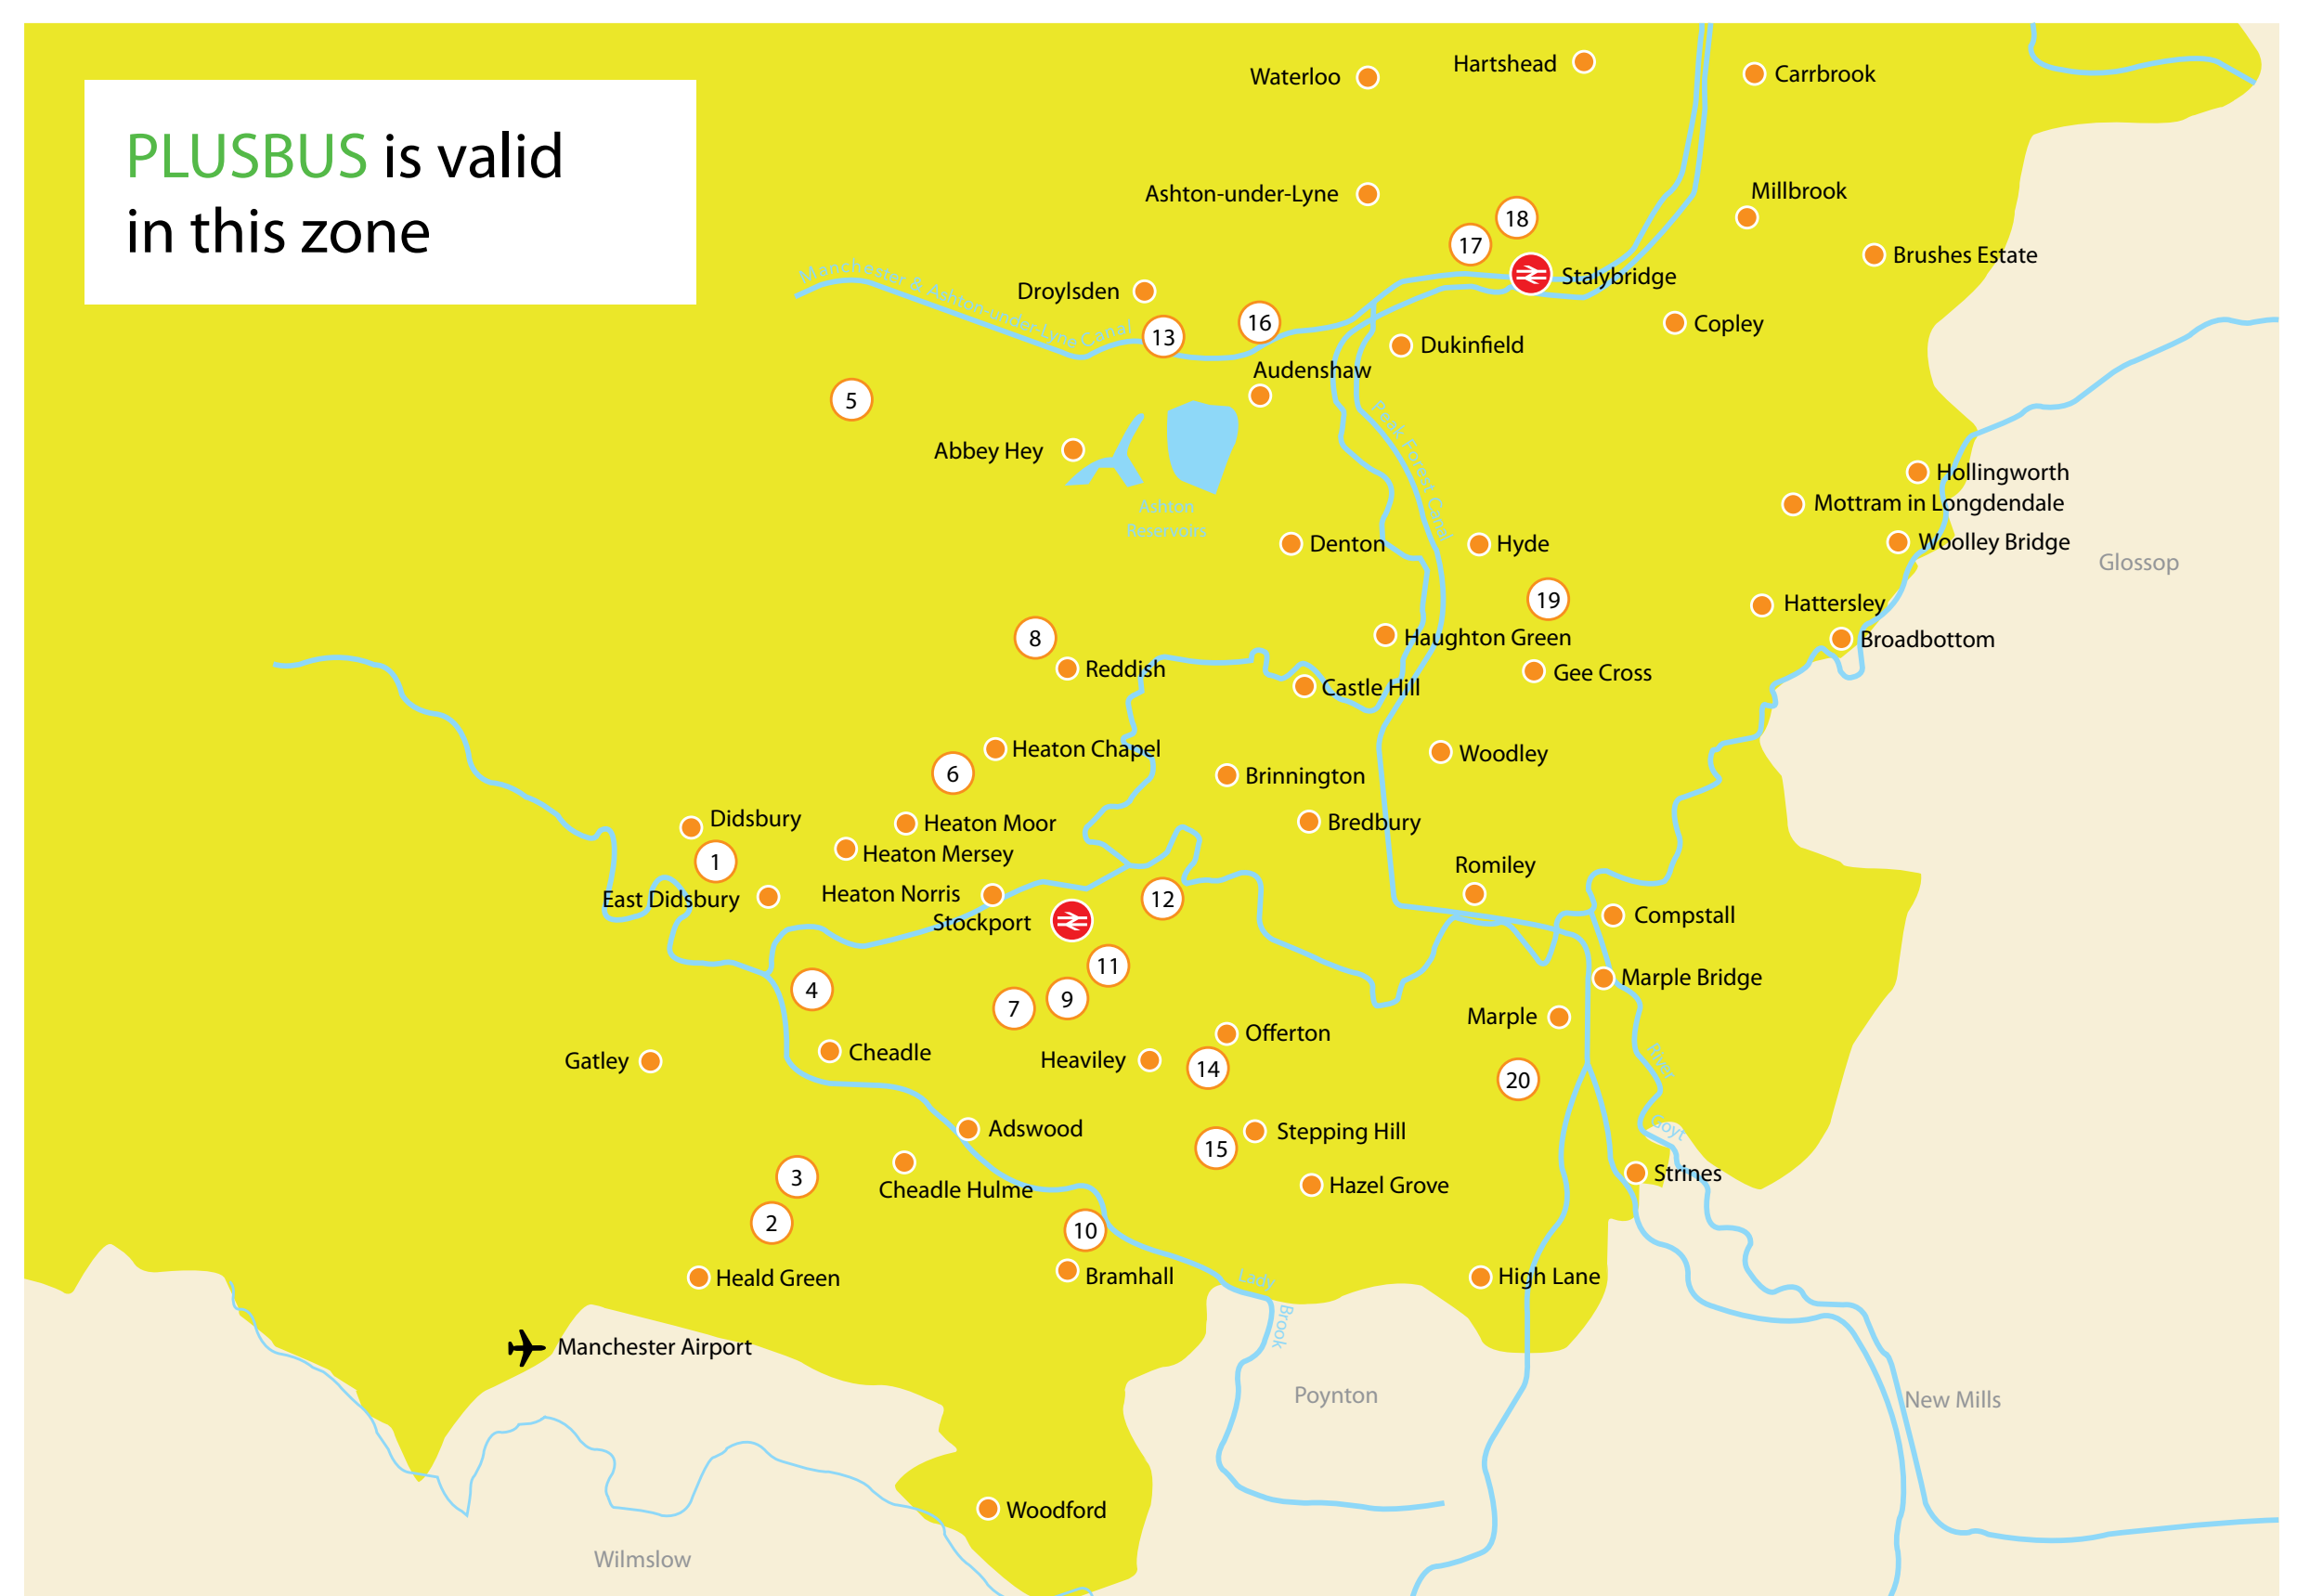 PLUSBUS is valid
in this zone
Waterloo
Hartshead
Carrbrook
Ashton-under-Lyne
Millbrook
18
17
Brushes Estate
Stalybridge
Manchester & Ashton-under-Lyne Canal
Droylsden
16
13
Copley
Dukinfield
Audenshaw
5
Peak Forest Canal
Abbey Hey
Hollingworth
Mottram in Longdendale
Ashton
Reservoirs
Denton
Hyde
Woolley Bridge
Glossop
19
Hattersley
8
Haughton Green
Broadbottom
Reddish
Gee Cross
Castle Hill
Heaton Chapel
Woodley
6
Brinnington
Didsbury
Heaton Moor
Bredbury
Heaton Mersey
1
Romiley
Heaton Norris
12
East Didsbury
Stockport
Compstall
11
Marple Bridge
4
9
7
Marple
Offerton
Cheadle
Heaviley
Gatley
14
River
Goyt
20
Adswood
Stepping Hill
15
Strines
3
Cheadle Hulme
Hazel Grove
2
10
Heald Green
Bramhall
Lady
Brook
High Lane
Manchester Airport
Poynton
New Mills
Woodford
Wilmslow